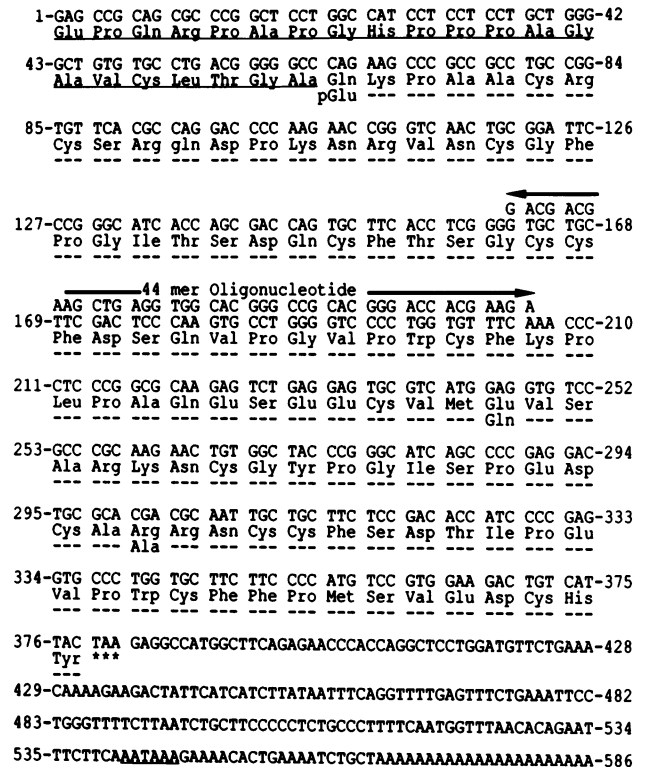 1-GAG CCG CAG CGC CCG GCT CCT GGC CAT CCT CCT CCT GCT GGG-42
Glu Pro Gln Arg Pro Ala Pro Gly His Pro Pro Pro Ala Gly
43-GCT GTG TGC CTG ACG GGG GCC CAG AAG CCC GCC GCC TGC CGG-84
Ala Val Cys Leu Thr Gly Ala Gln Lys Pro Ala Ala Cys Arg
pGlu --- --- --- --- --- ---
85-TGT TCA CGC CAG GAC CCC AAG AAC CGG GTC AAC TGC GGA TTC-126
Cys Ser Arg gln Asp Pro Lys Asn Arg Val Asn Cys Gly Phe
--- --- --- --- --- --- --- --- --- --- --- --- --- ---
G ACG ACG
127-CCG GGC ATC ACC AGC GAC CAG TGC TTC ACC TCG GGG TGC TGC-168
Pro Gly Ile Thr Ser Asp Gln Cys Phe Thr Ser Gly Cys Cys
--- --- --- --- --- --- --- --- --- --- --- --- --- ---
44 mer Oligonucleotide
AAG CTG AGG TGG CAC GGG CCG CAC GGG ACC ACG AAG A
169-TTC GAC TCC CAA GTG CCT GGG GTC CCC TGG TGT TTC AAA CCC-210
Phe Asp Ser Gln Val Pro Gly Val Pro Trp Cys Phe Lys Pro
--- --- --- --- --- --- --- --- --- --- --- --- --- ---
211-CTC CCG GCG CAA GAG TCT GAG GAG TGC GTC ATG GAG GTG TCC-252
Leu Pro Ala Gln Glu Ser Glu Glu Cys Val Met Glu Val Ser
--- --- --- --- --- --- --- --- --- --- --- Gln --- ---
253-GCC CGC AAG AAC TGT GGC TAC CCG GGC ATC AGC CCC GAG GAC-294
Ala Arg Lys Asn Cys Gly Tyr Pro Gly Ile Ser Pro Glu Asp
--- --- --- --- --- --- --- --- --- --- --- --- --- ---
295-TGC GCA CGA CGC AAT TGC TGC TTC TCC GAC ACC ATC CCC GAG-333
Cys Ala Arg Arg Asn Cys Cys Phe Ser Asp Thr Ile Pro Glu
--- --- Ala --- --- --- --- --- --- --- --- --- --- ---
334-GTG CCC TGG TGC TTC TTC CCC ATG TCC GTG GAA GAC TGT CAT-375
Val Pro Trp Cys Phe Phe Pro Met Ser Val Glu Asp Cys His
--- --- --- --- --- --- --- --- --- --- --- --- --- ---
376-TAC TAA GAGGCCATGGCTTCAGAGAACCCACCAGGCTCCTGGATGTTCTGAAA-428
Tyr ***
---
429-CAAAAGAAGACTATTCATCATCTTATAATTTCAGGTTTTGAGTTTCTGAAATTCC-482
483-TGGGTTTTCTTAATCTGCTTCCCCCTCTGCCCTTTTCAATGGTTTAACACAGAAT-534
535-TTCTTCAAATAAAGAAAACACTGAAAATCTGCTAAAAAAAAAAAAAAAAAAAAAA-586